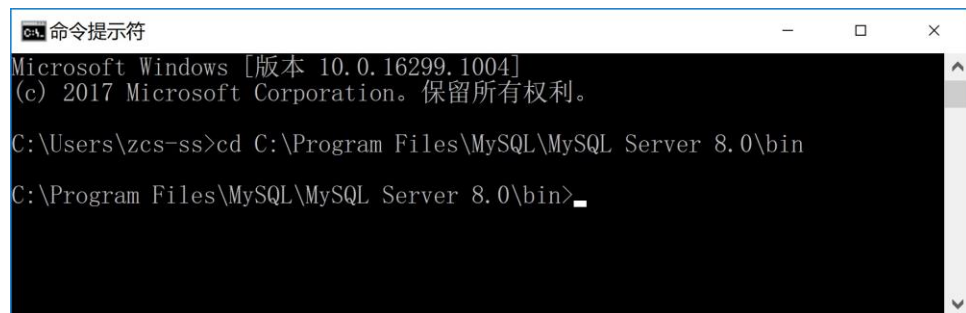 命令提示符
Microsoft Windows [版本 10.0.16299.1004]
(c) 2017 Microsoft Corporation。保留所有权利。
C:\Users\zcs-ss>cd C:\Program Files\MySQL\MySQL Server 8.0\bin
C:\Program Files\MySQL\MySQL Server 8.0\bin>